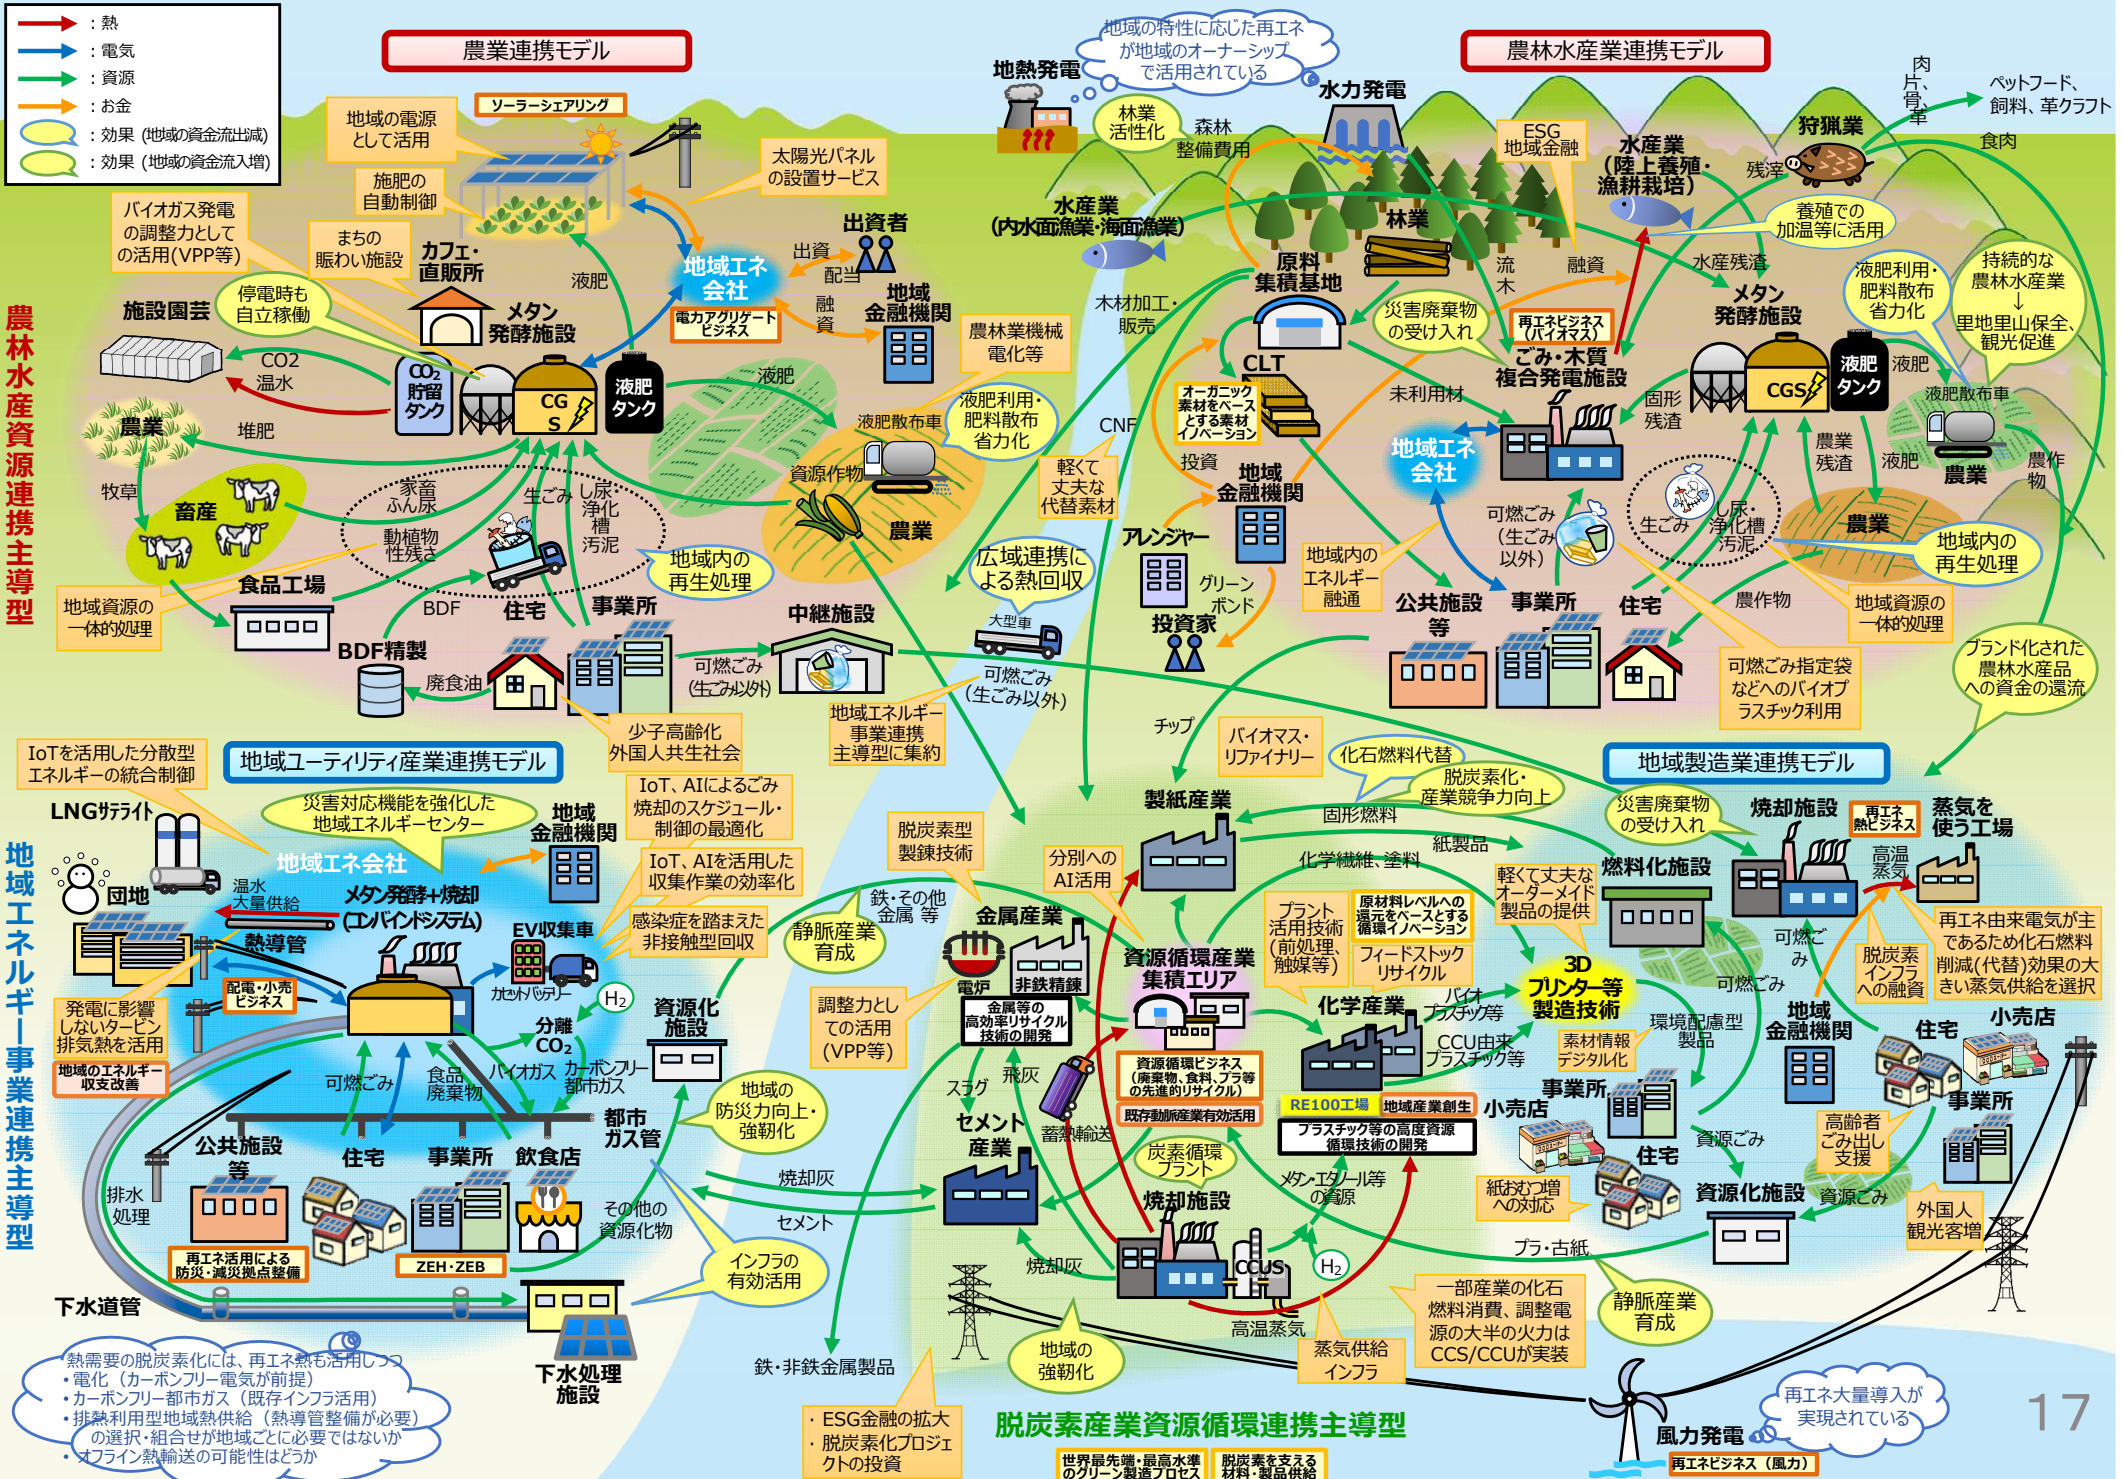 ：熱
：電気
：資源
：お金
：効果（地域の資金流出減）
：効果（地域の資金流入増）
農業連携モデル
ソーラーシェアリング
地域の電源
として活用
施肥の
自動制御
太陽光パネル
の設置サービス
バイオガス発電
の調整力として
の活用(VPP等)
まちの
賑わい施設
カフェ・
直販所
停電時も
自立稼働
施設園芸
メタン
発酵施設
液肥
地域エネ
会社
電力アグリゲート
ビジネス
出資
配当
出資者
融
資
地域
金融機関
農林業機械
電化等
CO2
温水
CO₂
貯留
タンク
CG
S
液肥
タンク
液肥
液肥散布車
液肥利用・
肥料散布
省力化
農業
堆肥
牧草
畜産
家畜
ふん尿
生ごみ
し尿・
浄化
槽
汚泥
動植物
性残さ
資源作物
農業
地域内の
再生処理
地域資源の
一体的処理
食品工場
BDF
住宅
事業所
中継施設
BDF精製
廃食油
可燃ごみ
（生ごみ以外）
少子高齢化
外国人共生社会
地域エネルギー
事業連携
主導型に集約
広域連携に
よる熱回収
大型車
可燃ごみ
（生ごみ以外）
農林水産資源連携主導型
地域の特性に応じた再エネ
が地域のオーナーシップ
で活用されている
地熱発電
林業
活性化
森林
整備費用
水力発電
農林水産業連携モデル
ESG
地域金融
水産業
（陸上養殖・
漁耕栽培）
狩猟業
残滓
肉
片、
骨、
革
ペットフード、
飼料、革クラフト
食肉
水産業
（内水面漁業・海面漁業）
林業
原料
集積基地
木材加工・
販売
流
木
融資
水産残渣
養殖での
加温等に活用
液肥利用・
肥料散布
省力化
持続的な
農林水産業
↓
里地里山保全、
観光促進
災害廃棄物
の受け入れ
再エネビジネス
（バイオマス）
ごみ・木質
複合発電施設
メタン
発酵施設
CGS
液肥
タンク
液肥
液肥散布車
CLT
オーガニック
素材をベース
とする素材
イノベーション
未利用材
固形
残渣
CNF
軽くて
丈夫な
代替素材
投資
地域
金融機関
地域エネ
会社
農業
残渣
液肥
農業
農作
物
アレンジャー
グリーン
ボンド
投資家
地域内の
エネルギー
融通
可燃ごみ
（生ごみ
以外）
生ごみ
し尿・
浄化槽
汚泥
農業
地域内の
再生処理
公共施設
等
事業所
住宅
農作物
地域資源の
一体的処理
可燃ごみ指定袋
などへのバイオプ
ラスチック利用
ブランド化された
農林水産品
への資金の還流
チップ
IoTを活用した分散型
エネルギーの統合制御
地域ユーティリティ産業連携モデル
LNGサテライト
災害対応機能を強化した
地域エネルギーセンター
地域
金融機関
IoT、AIによるごみ
焼却のスケジュール・
制御の最適化
IoT、AIを活用した
収集作業の効率化
感染症を踏まえた
非接触型回収
地域エネ会社
団地
温水
大量供給
メタン発酵+焼却
（コンバインドシステム）
熱導管
EV収集車
カセットバッテリー
H₂
発電に影響
しないタービン
排気熱を活用
地域のエネルギー
収支改善
配電・小売
ビジネス
分離
CO₂
資源化
施設
可燃ごみ
食品
廃棄物
バイオガス
カーボンフリー
都市ガス
都市
ガス管
地域の
防災力向上・
強靭化
公共施設
等
住宅
事業所
飲食店
排水
処理
その他の
資源化物
再エネ活用による
防災・減災拠点整備
ZEH・ZEB
インフラの
有効活用
下水道管
下水処理
施設
地域エネルギー事業連携主導型
熱需要の脱炭素化には、再エネ熱も活用しつつ
・電化（カーボンフリー電気が前提）
・カーボンフリー都市ガス（既存インフラ活用）
・排熱利用型地域熱供給（熱導管整備が必要）
の選択・組合せが地域ごとに必要ではないか
・オフライン熱輸送の可能性はどうか
バイオマス・
リファイナリー
化石燃料代替
脱炭素化・
産業競争力向上
製紙産業
固形燃料
紙製品
化学繊維、塗料
脱炭素型
製錬技術
分別への
AI活用
鉄・その他
金属 等
静脈産業
育成
金属産業
電炉
非鉄精錬
金属等の
高効率リサイクル
技術の開発
調整力とし
ての活用
(VPP等)
資源循環産業
集積エリア
プラント
活用技術
（前処理、
触媒等）
原材料レベルへの
還元をベースとする
循環イノベーション
フィードストック
リサイクル
軽くて丈夫な
オーダーメイド
製品の提供
3D
プリンター等
製造技術
化学産業
バイオ
プラスチック等
CCU由来
プラスチック等
資源循環ビジネス
（廃棄物、食料、プラ等
の先進的リサイクル）
既存動脈産業有効活用
RE100工場
地域産業創生
プラスチック等の高度資源
循環技術の開発
スラグ
飛灰
セメント
産業
蓄熱輸送
炭素循環
プラント
メタン・エタノール等
の資源
焼却灰
セメント
焼却施設
焼却灰
CCUS
H₂
高温蒸気
鉄・非鉄金属製品
地域の
強靭化
蒸気供給
インフラ
一部産業の化石
燃料消費、調整電
源の大半の火力は
CCS/CCUが実装
・ESG金融の拡大
・脱炭素化プロジェ
クトの投資
脱炭素産業資源循環連携主導型
世界最先端・最高水準
のグリーン製造プロセス
脱炭素を支える
材料・製品供給
地域製造業連携モデル
災害廃棄物
の受け入れ
焼却施設
再エネ
熱ビジネス
蒸気を
使う工場
高温
蒸気
燃料化施設
可燃ご
み
可燃ごみ
脱炭素
インフラ
への融資
再エネ由来電気が主
であるため化石燃料
削減(代替)効果の大
きい蒸気供給を選択
素材情報
デジタル化
環境配慮型
製品
地域
金融機関
住宅
小売店
事業所
小売店
事業所
資源ごみ
高齢者
ごみ出し
支援
住宅
紙おむつ増
への対応
資源化施設
資源ごみ
外国人
観光客増
プラ・古紙
静脈産業
育成
風力発電
再エネ大量導入が
実現されている
再エネビジネス（風力）
17